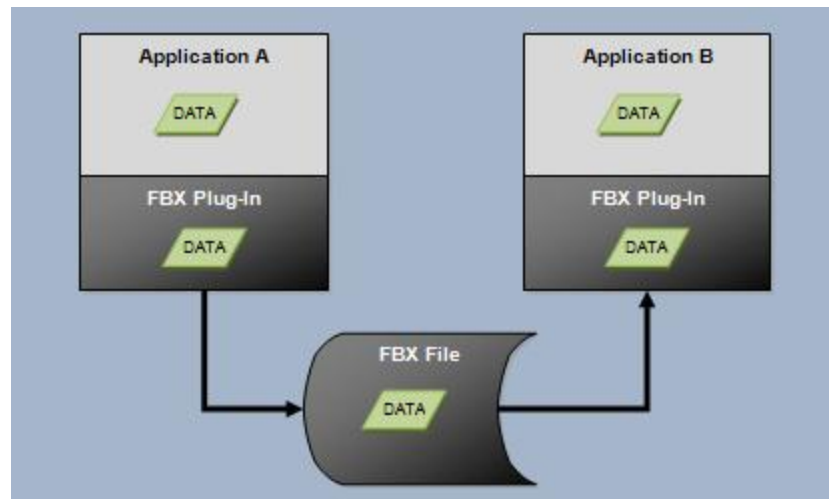 Application A
DATA
FBX Plug-In
DATA
Application B
DATA
FBX Plug-In
DATA
FBX File
DATA